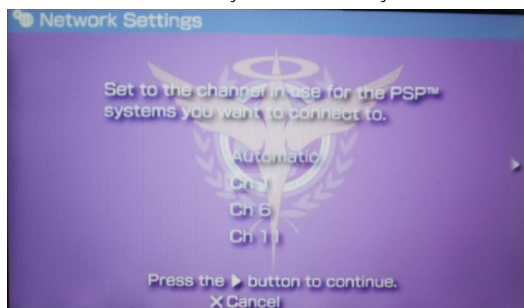 Network Settings
Set to the channel in use for the PSP™
systems you want to connect to.
Automatic
Ch 1
Ch 6
Ch 11
Press the ▶ button to continue.
✕ Cancel